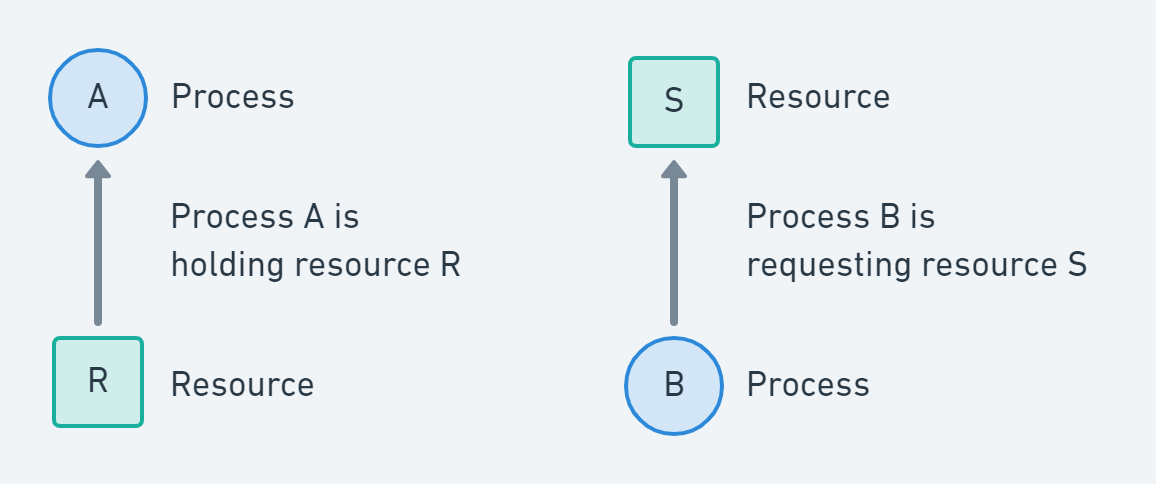 A
Process
Process A is
holding resource R
R
Resource
S
Resource
Process B is
requesting resource S
B
Process